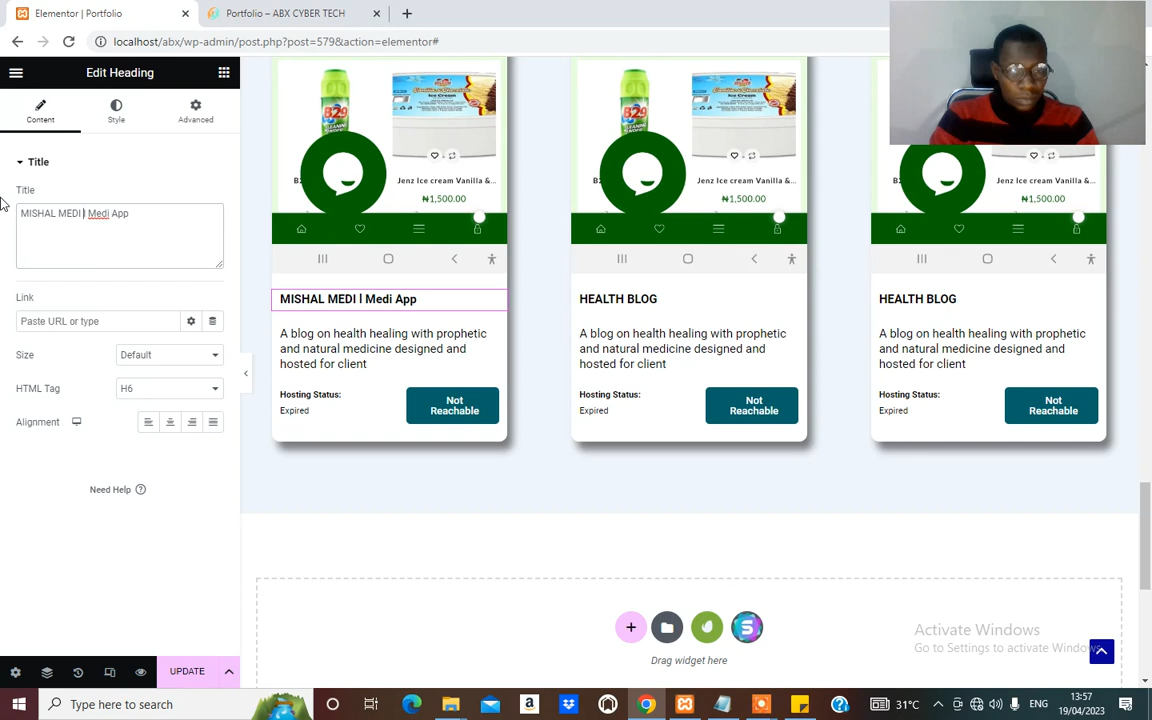 Elementor | Portfolio
Portfolio – ABX CYBER TECH
localhost/abx/wp-admin/post.php?post=579&action=elementor#
Edit Heading
Content
Style
Advanced
Title
Title
MISHAL MEDI | Medi App
Link
Paste URL or type
Size
Default
HTML Tag
H6
Alignment
Need Help
UPDATE
B29
Ice Cream
Jenz Ice cream Vanilla &...
₦1,500.00
MISHAL MEDI l Medi App
A blog on health healing with prophetic
and natural medicine designed and
hosted for client
Hosting Status:
Expired
Not
Reachable
B29
Ice Cream
Jenz Ice cream Vanilla &...
₦1,500.00
HEALTH BLOG
A blog on health healing with prophetic
and natural medicine designed and
hosted for client
Hosting Status:
Expired
Not
Reachable
Jenz Ice cream Vanilla &...
₦1,500.00
HEALTH BLOG
A blog on health healing with prophetic
and natural medicine designed and
hosted for client
Hosting Status:
Expired
Not
Reachable
Drag widget here
Activate Windows
Go to Settings to activate Windows.
Type here to search
31°C
ENG
13:57
19/04/2023